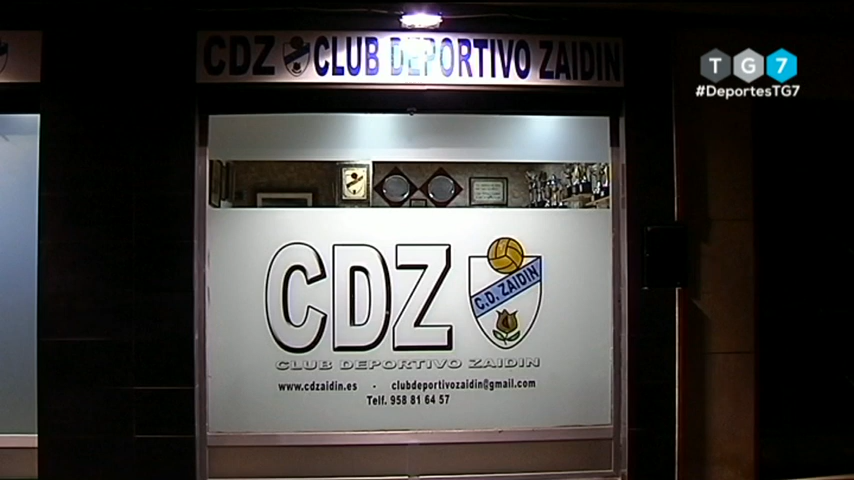 CDZ CLUB DEPORTIVO ZAIDIN
TG7
#DeportesTG7
CDZ
C.D. ZAIDIN
CLUB DEPORTIVO ZAIDIN
www.cdzaidin.es - clubdeportivozaidin@gmail.com
Telf. 958 81 64 57